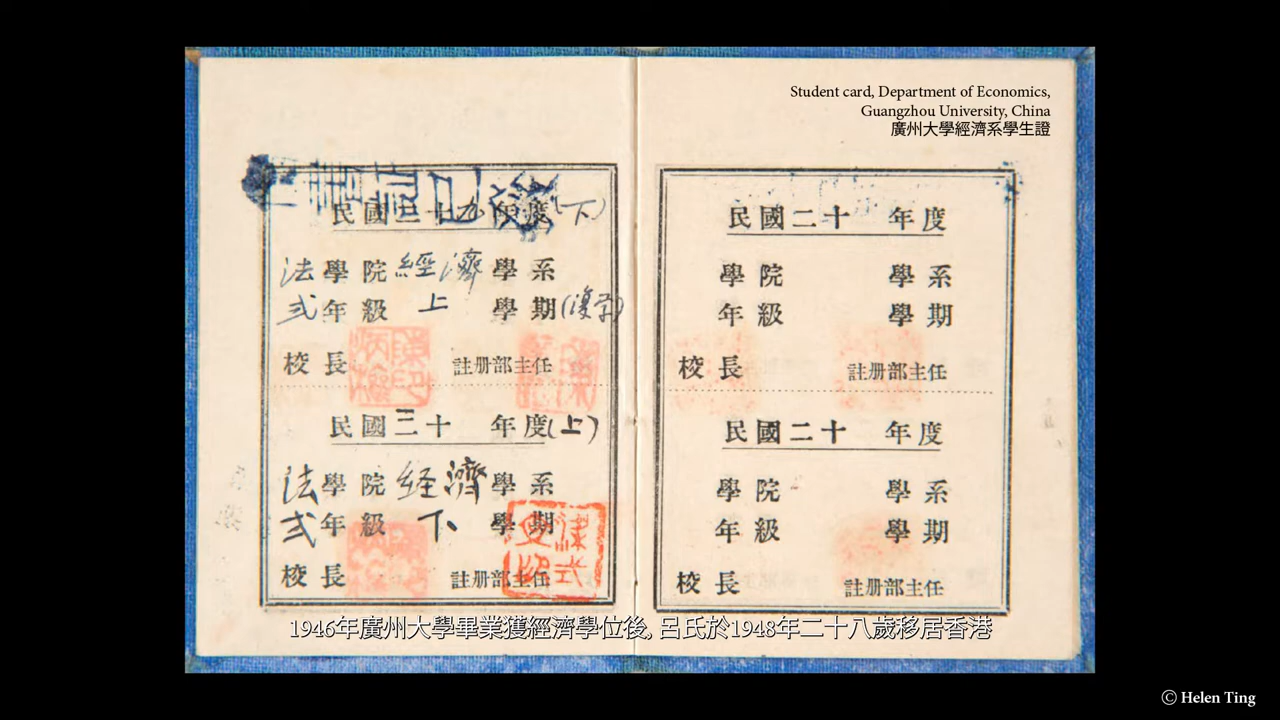 Student card, Department of Economics,
Guangzhou University, China
廣州大學經濟系學生證
民國二十九年度(下)
法學院經濟學系
弍年級上學期(復学)
校長 註册部主任
民國三十 年度(上)
法學院経濟學系
弍年級下學期
校長 註册部主任
民國二十 年度
學院 學系
年級 學期
校長 註册部主任
民國二十 年度
學院 學系
年級 學期
校長 註册部主任
1946年廣州大學畢業獲經濟學位後, 呂氏於1948年二十八歲移居香港
© Helen Ting